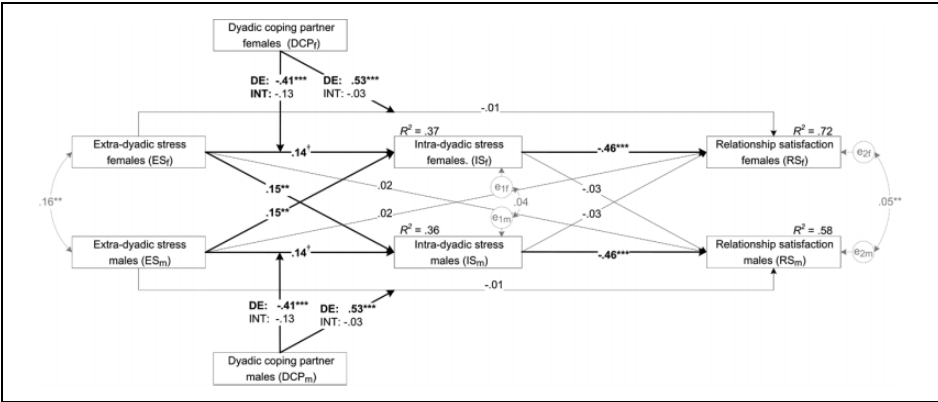 Dyadic coping partner
females (DCPf)
DE: -.41*** DE: .53***
INT: -.13 INT: -.03
-.01
R² = .37 R² = .72
Extra-dyadic stress
females (ESf)
.14†
Intra-dyadic stress
females. (ISf)
-.46***
Relationship satisfaction
females (RSf)
e2f
.15**
.02
e1f
-.03
.16**
.04
.05**
.15**
.02
e1m
-.03
R² = .36 R² = .58
Extra-dyadic stress
males (ESm)
.14†
Intra-dyadic stress
males (ISm)
-.46***
Relationship satisfaction
males (RSm)
e2m
-.01
DE: -.41*** DE: .53***
INT: -.13 INT: -.03
Dyadic coping partner
males (DCPm)